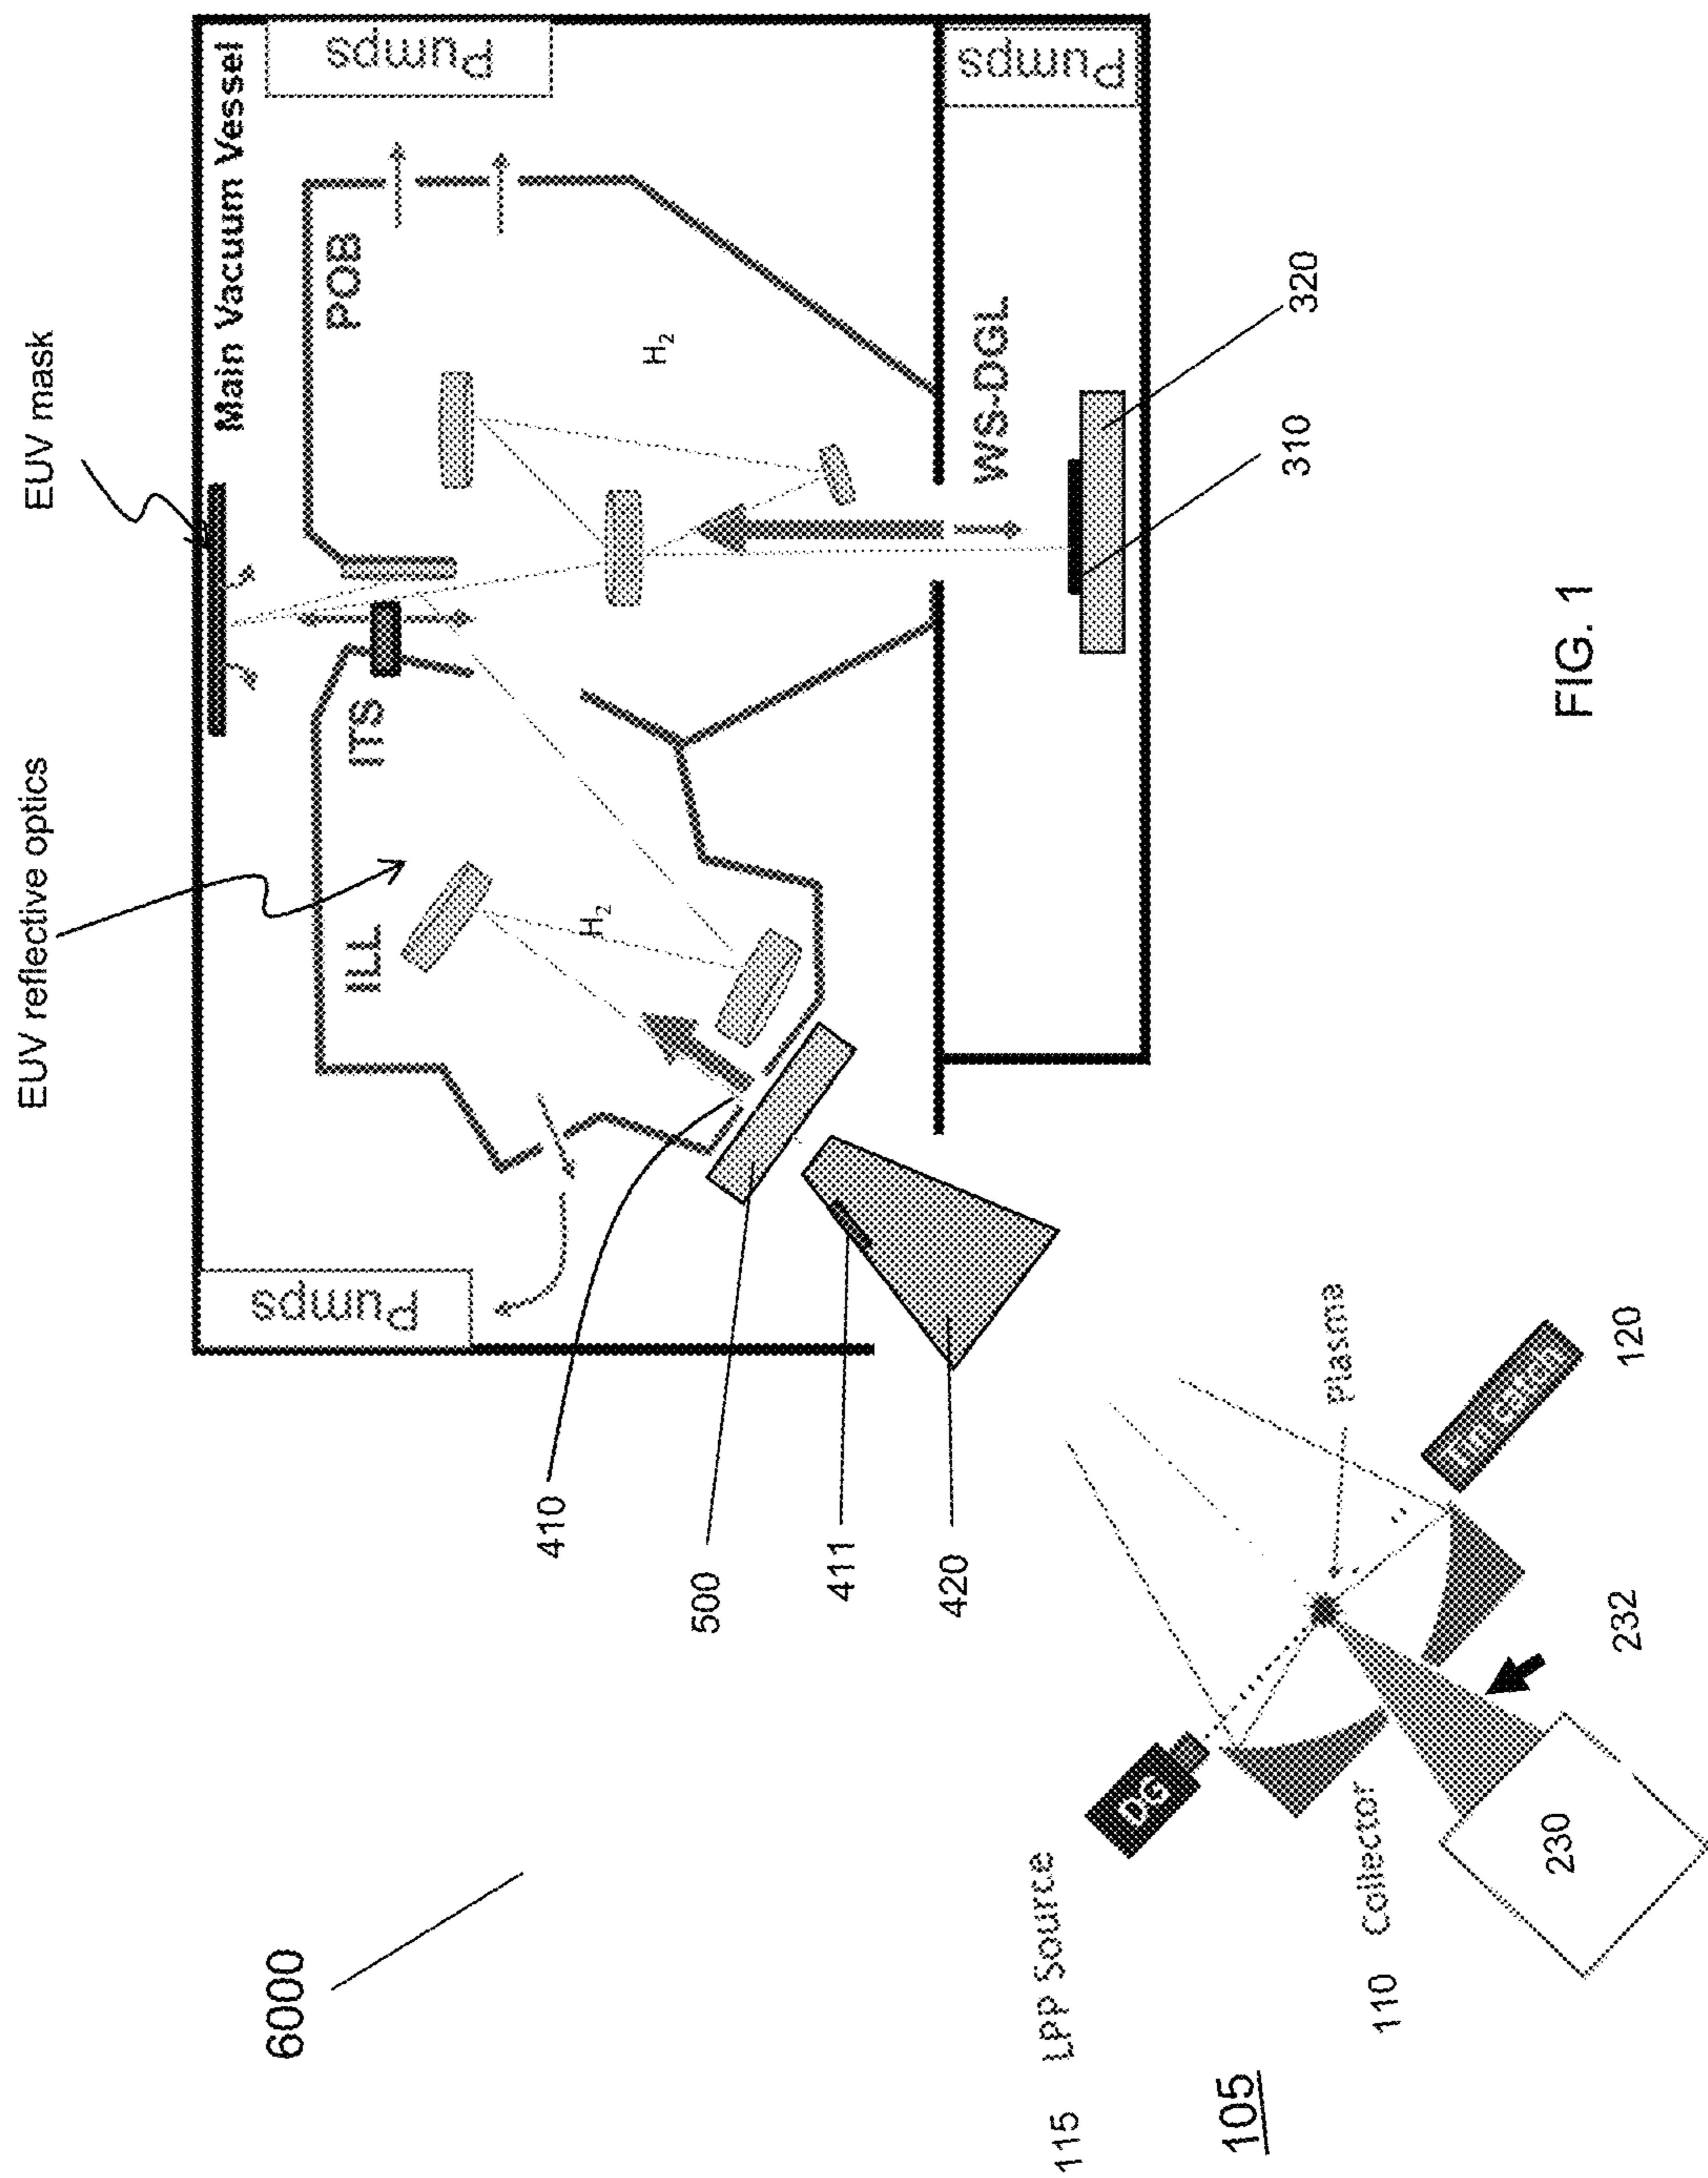 EUV mask
EUV reflective optics
Main Vacuum Vessel
Pumps
Pumps
Pumps
POB
ITS
ILL
H₂
H₂
WS-DGL
320
310
410
500
411
420
6000
Plasma
Tin catch
120
232
DG
115 LPP Source
110 Collector
230
105
FIG. 1